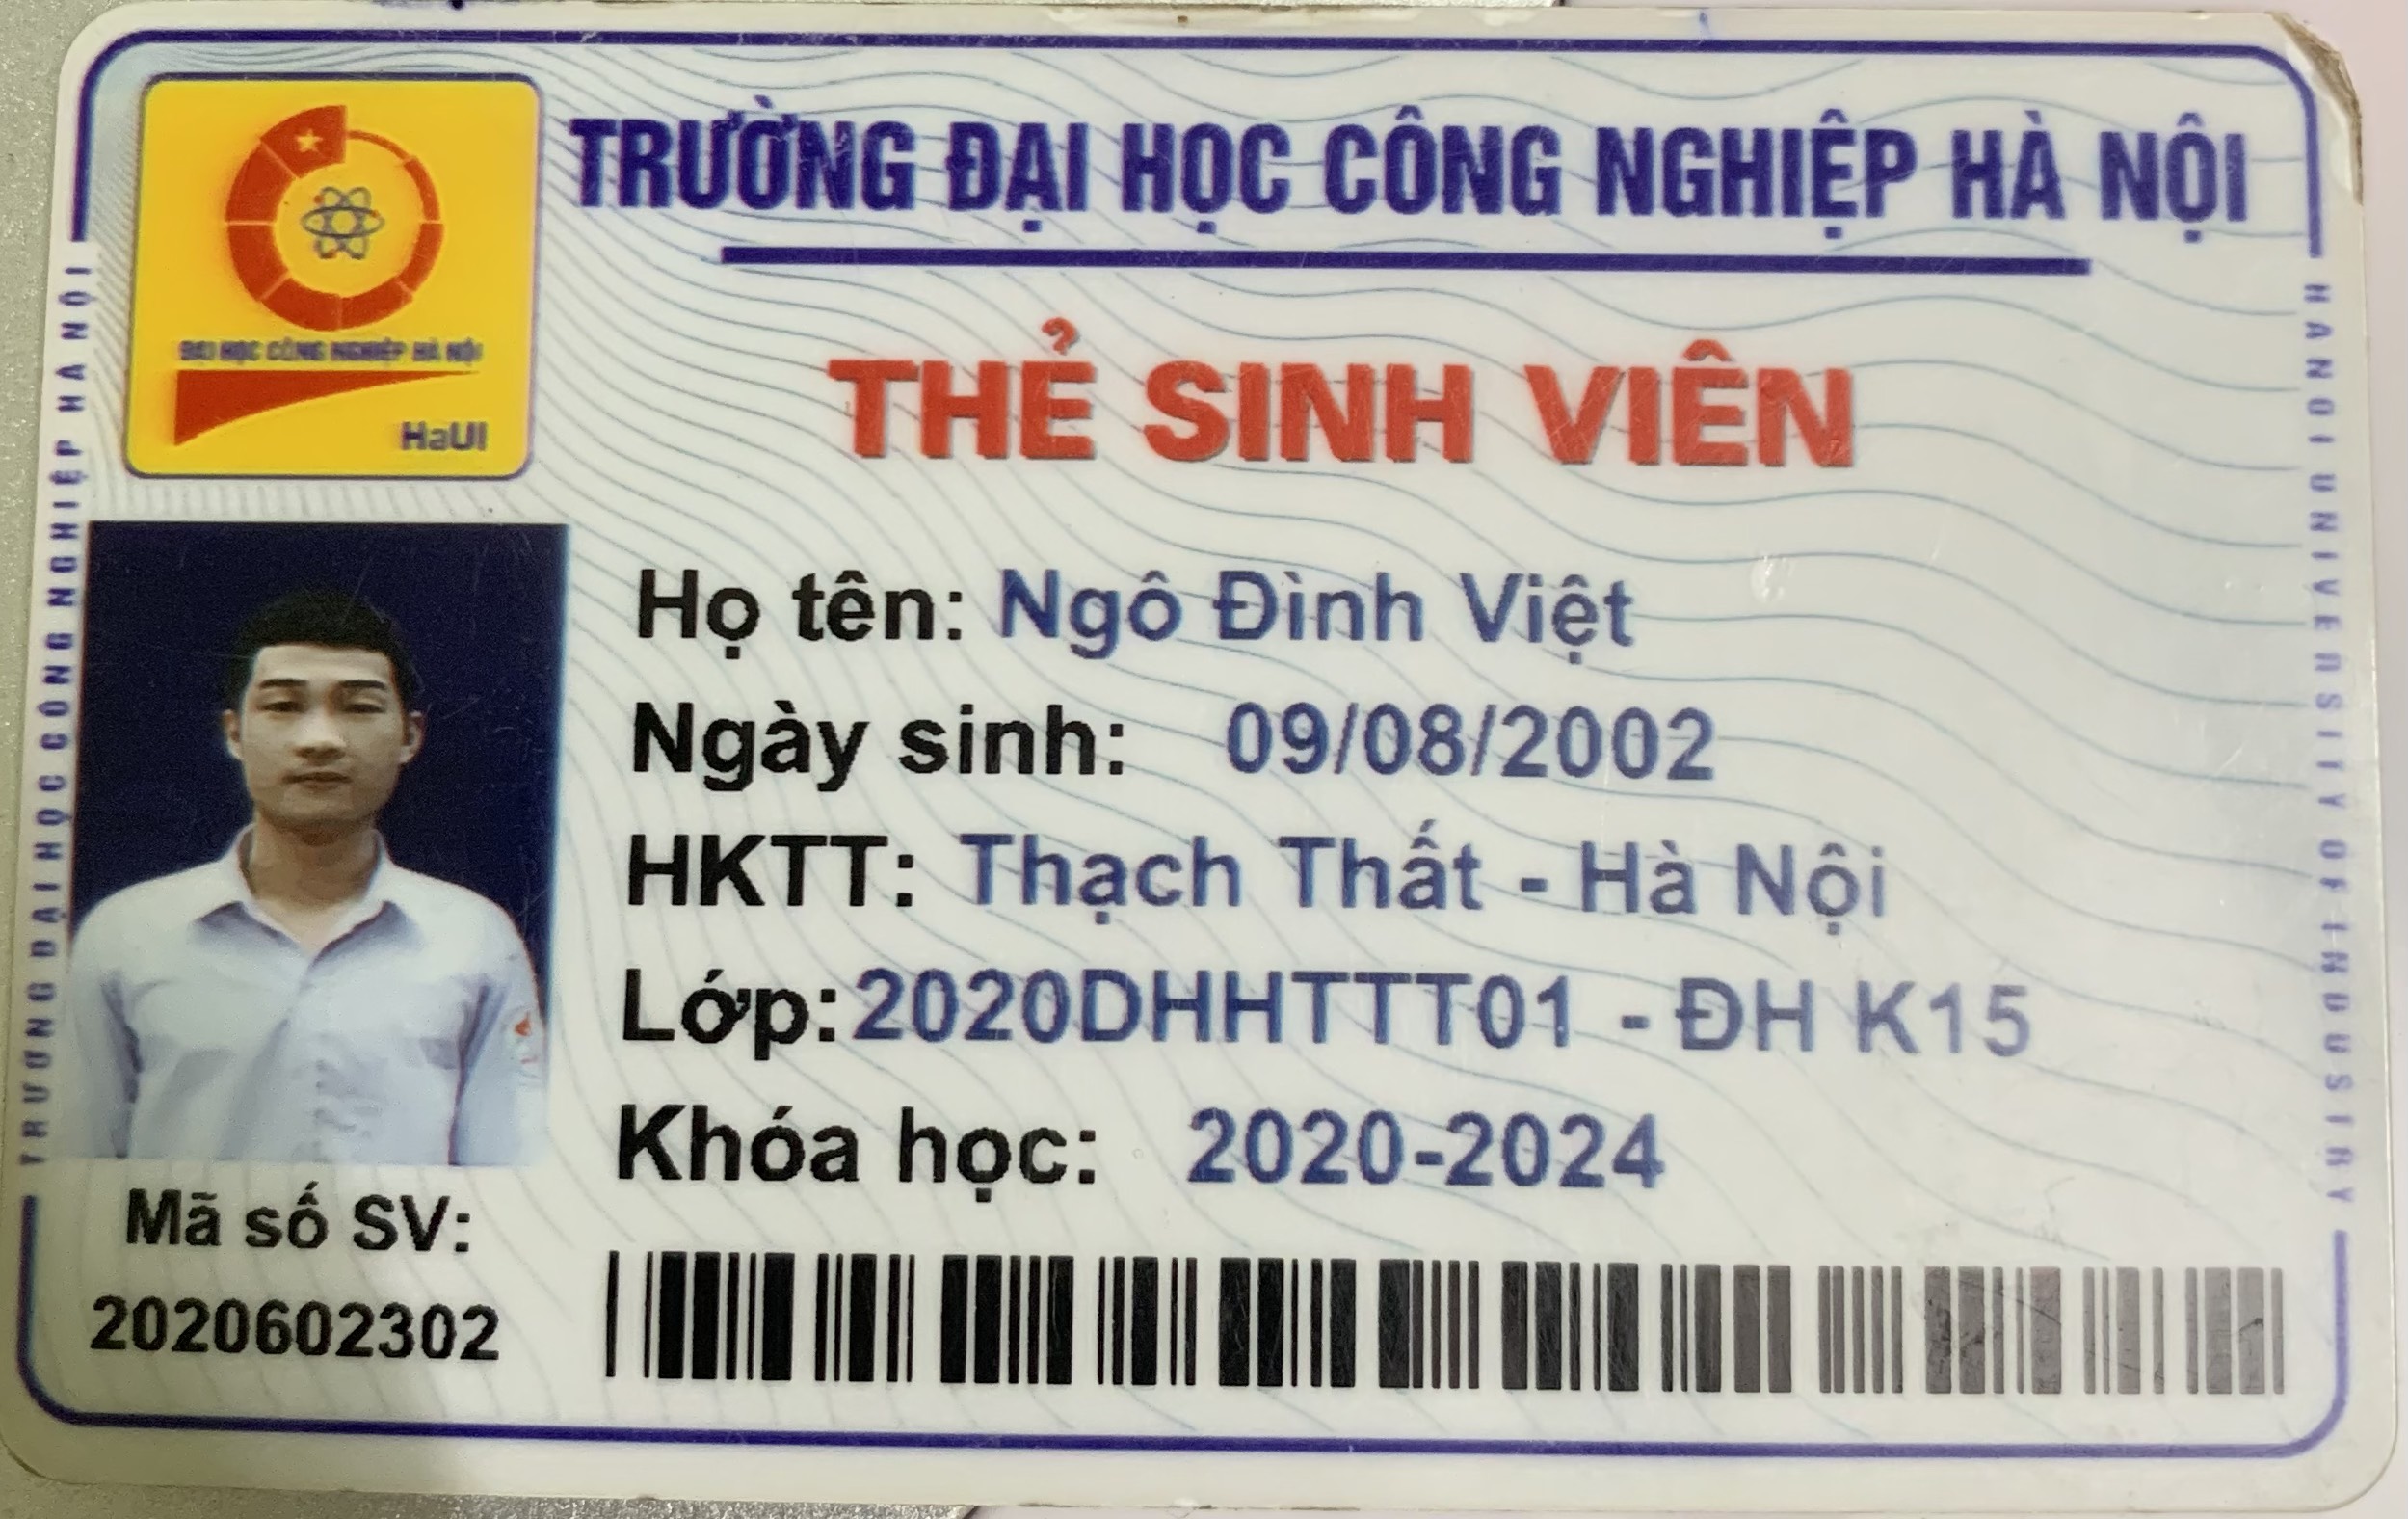 TRƯỜNG ĐẠI HỌC CÔNG NGHIỆP HÀ NỘI
ĐẠI HỌC CÔNG NGHIỆP HÀ NỘI
HaUI
THẺ SINH VIÊN
Họ tên: Ngô Đình Việt
Ngày sinh: 09/08/2002
HKTT: Thạch Thất - Hà Nội
Lớp: 2020DHHTTT01 - ĐH K15
Khóa học: 2020-2024
Mã số SV:
2020602302
TRƯỜNG ĐẠI HỌC CÔNG NGHIỆP HÀ NỘI
HANOI UNIVERSITY OF INDUSTRY